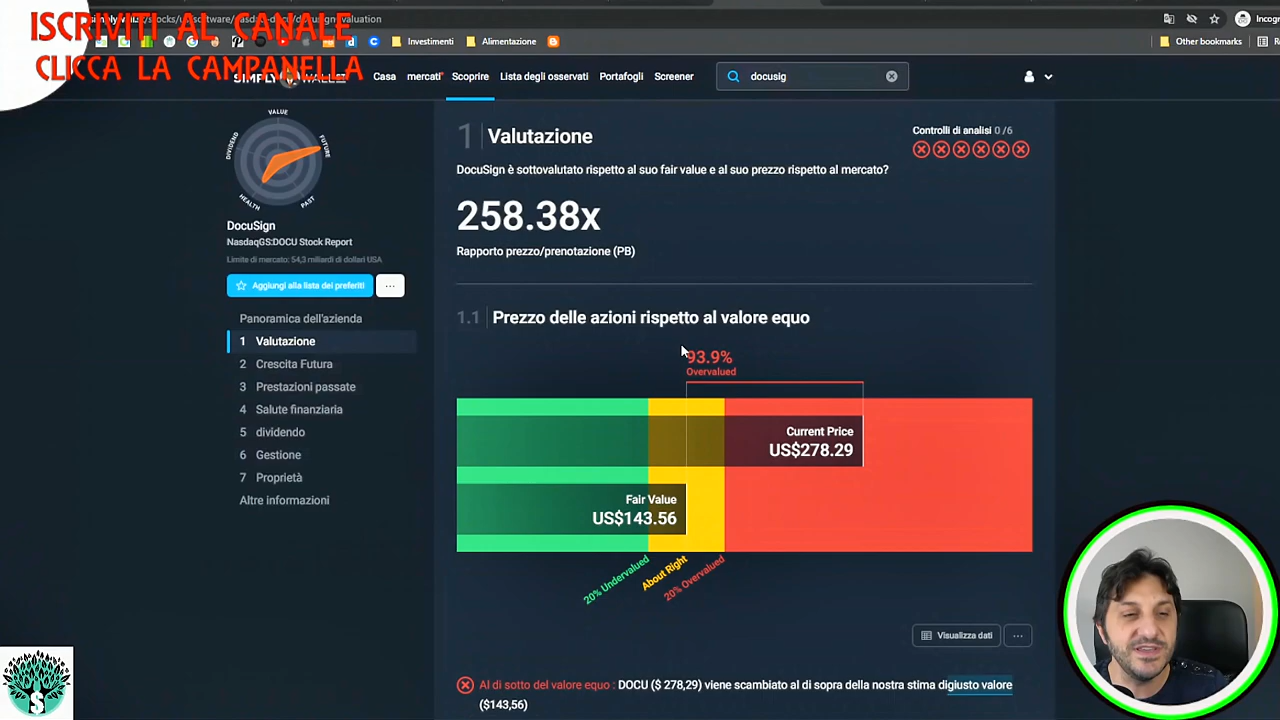 ISCRIVITI AL CANALE
CLICCA LA CAMPANELLA
Incog
Investimenti
Alimentazione
Other bookmarks
Casa
mercati
Scoprire
Lista degli osservati
Portafogli
Screener
docusig
VALUE
FUTURE
PAST
HEALTH
DIVIDEND
DocuSign
NasdaqGS:DOCU Stock Report
Limite di mercato: 54,3 miliardi di dollari USA
Aggiungi alla lista dei preferiti
...
Panoramica dell'azienda
1 Valutazione
2 Crescita Futura
3 Prestazioni passate
4 Salute finanziaria
5 dividendo
6 Gestione
7 Proprietà
Altre informazioni
1 Valutazione
Controlli di analisi 0/6
DocuSign è sottovalutato rispetto al suo fair value e al suo prezzo rispetto al mercato?
258.38x
Rapporto prezzo/prenotazione (PB)
1.1 Prezzo delle azioni rispetto al valore equo
93.9%
Overvalued
Current Price
US$278.29
Fair Value
US$143.56
20% Undervalued
About Right
20% Overvalued
Visualizza dati
...
Al di sotto del valore equo : DOCU ($ 278,29) viene scambiato al di sopra della nostra stima digiusto valore
($143,56)
$